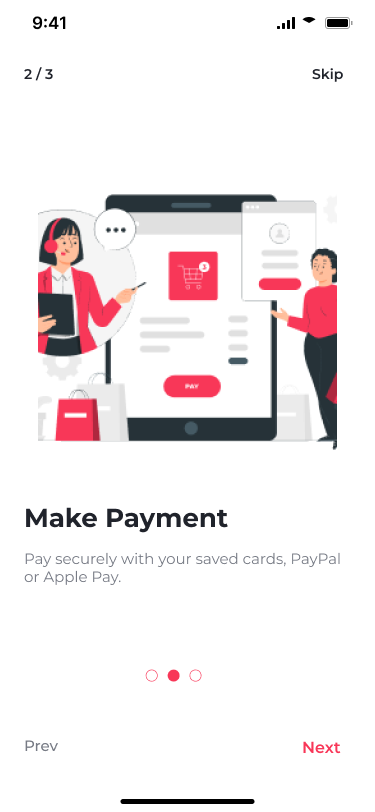 9:41
2 / 3
Skip
1
PAY
Make Payment
Pay securely with your saved cards, PayPal
or Apple Pay.
Prev
Next